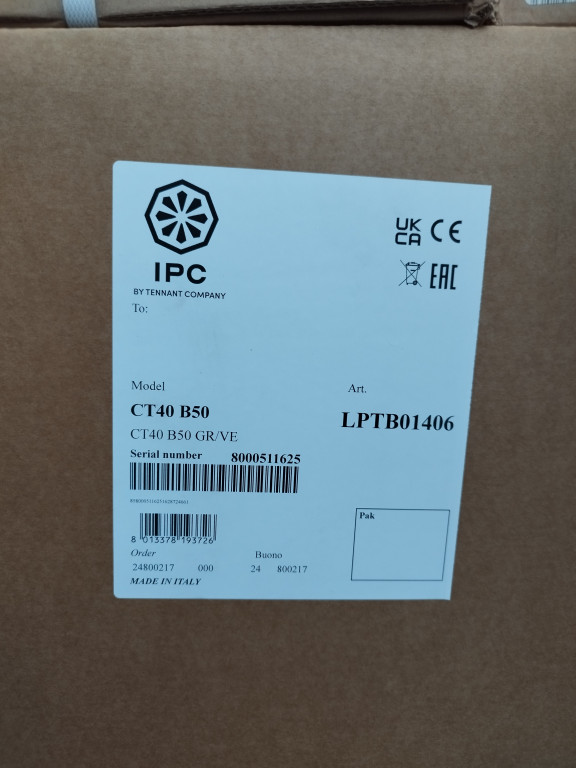 IPC
BY TENNANT COMPANY
UK
CA CE
EAC
To:
Model Art.
CT40 B50 LPTB01406
CT40 B50 GR/VE
Serial number 8000511625
8 013378 193726
Pak
Order Buono
24800217 000 24 800217
MADE IN ITALY